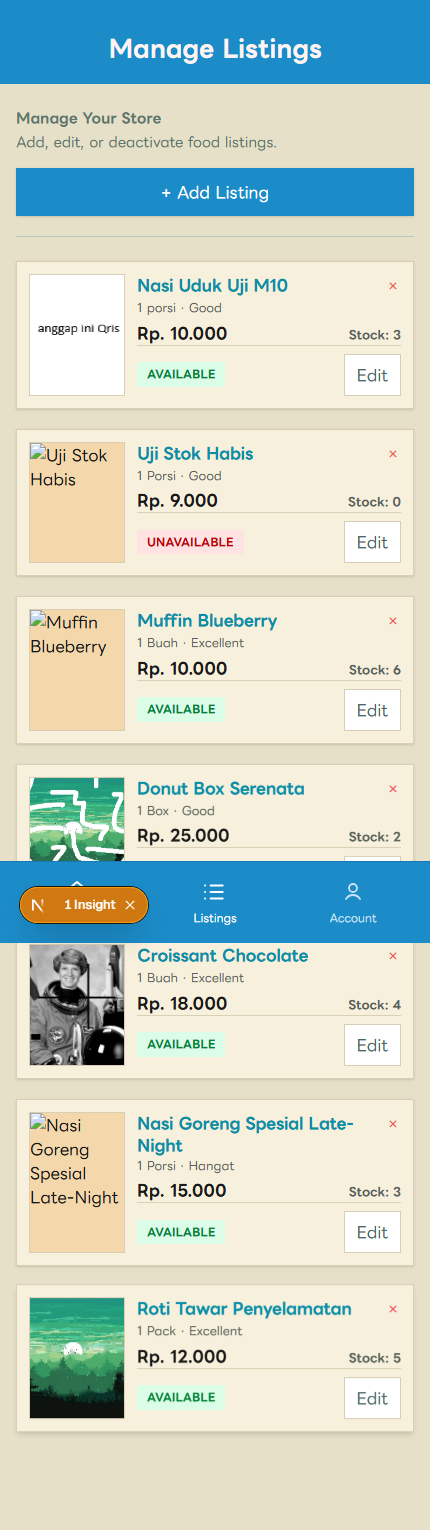 Manage Listings
Manage Your Store
Add, edit, or deactivate food listings.
+ Add Listing
anggap ini Qris
Nasi Uduk Uji M10
×
1 porsi · Good
Rp. 10.000
Stock: 3
AVAILABLE
Edit
Uji Stok
Habis
Uji Stok Habis
×
1 Porsi · Good
Rp. 9.000
Stock: 0
UNAVAILABLE
Edit
Muffin
Blueberry
Muffin Blueberry
×
1 Buah · Excellent
Rp. 10.000
Stock: 6
AVAILABLE
Edit
Donut Box Serenata
×
1 Box · Good
Rp. 25.000
Stock: 2
N
1 Insight ×
Listings
Account
Croissant Chocolate
×
1 Buah · Excellent
Rp. 18.000
Stock: 4
AVAILABLE
Edit
Nasi
Goreng
Spesial
Late-Night
Nasi Goreng Spesial Late-
Night
×
1 Porsi · Hangat
Rp. 15.000
Stock: 3
AVAILABLE
Edit
Roti Tawar Penyelamatan
×
1 Pack · Excellent
Rp. 12.000
Stock: 5
AVAILABLE
Edit